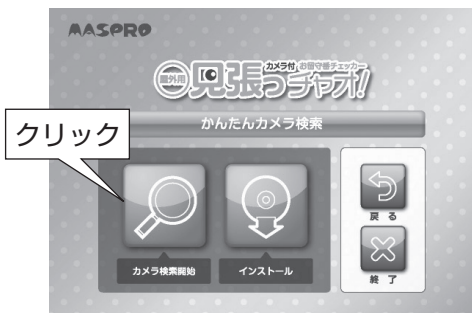 MASPRO
カメラ付 お留守番チェッカー
屋外用 見張っチャオ!
かんたんカメラ検索
クリック
カメラ検索開始
インストール
戻る
終了